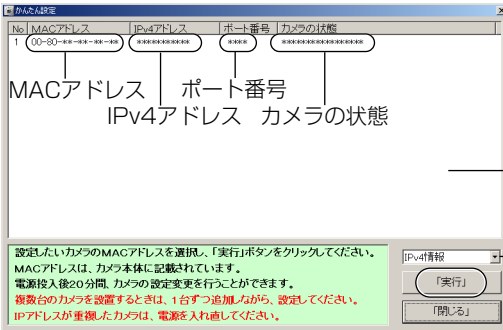 かんたん設定
No MACアドレス IPv4アドレス ポート番号 カメラの状態
1 00-80-**-**-**-** *********** **** ******************
MACアドレス ポート番号
IPv4アドレス カメラの状態
設定したいカメラのMACアドレスを選択し、「実行」ボタンをクリックしてください。
MACアドレスは、カメラ本体に記載されています。
電源投入後20分間、カメラの設定変更を行うことができます。
複数台のカメラを設置するときは、1台ずつ追加しながら、設定してください。
IPアドレスが重複したカメラは、電源を入れ直してください。
IPv4情報
「実行」
「閉じる」